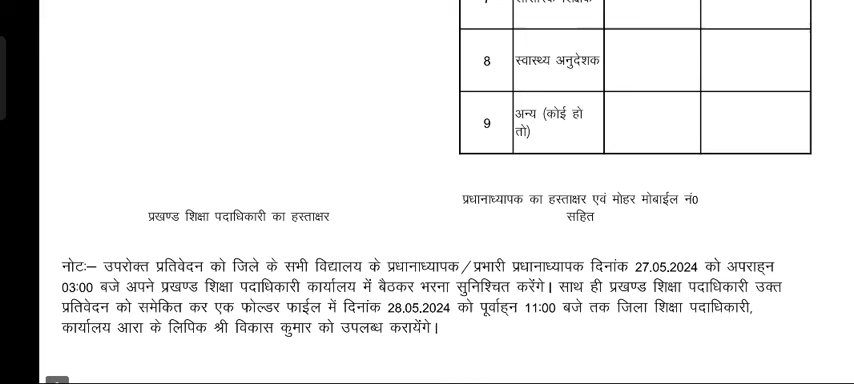 8 स्वास्थ्य अनुदेशक
9 अन्य (कोई हो
तो)
प्रधानाध्यापक का हस्ताक्षर एवं मोहर मोबाईल नं0
सहित
प्रखण्ड शिक्षा पदाधिकारी का हस्ताक्षर
नोटः– उपरोक्त प्रतिवेदन को जिले के सभी विद्यालय के प्रधानाध्यापक/प्रभारी प्रधानाध्यापक दिनांक 27.05.2024 को अपराह्न
03:00 बजे अपने प्रखण्ड शिक्षा पदाधिकारी कार्यालय में बैठकर भरना सुनिश्चित करेंगे। साथ ही प्रखण्ड शिक्षा पदाधिकारी उक्त
प्रतिवेदन को समेकित कर एक फोल्डर फाईल में दिनांक 28.05.2024 को पूर्वाह्न 11:00 बजे तक जिला शिक्षा पदाधिकारी,
कार्यालय आरा के लिपिक श्री विकास कुमार को उपलब्ध करायेंगे।